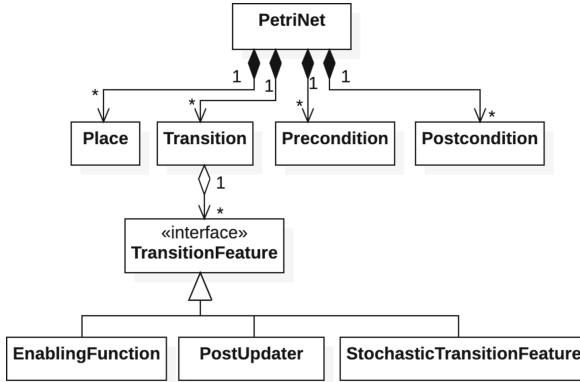 PetriNet
1
1
1
1
*
*
*
*
Place
Transition
Precondition
Postcondition
1
*
«interface»
TransitionFeature
EnablingFunction
PostUpdater
StochasticTransitionFeature